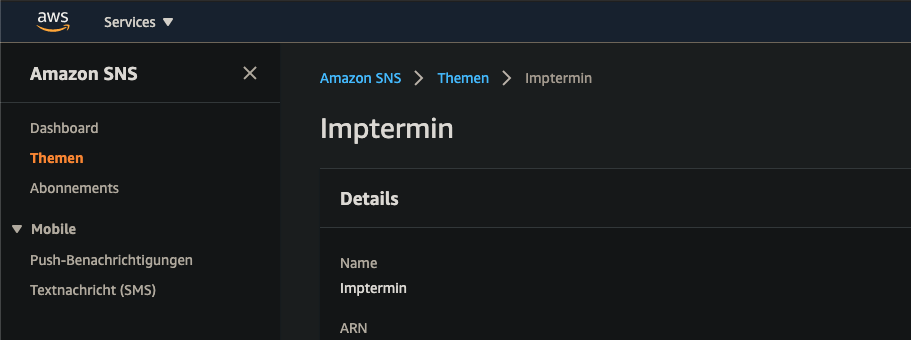 aws
Services ▼
Amazon SNS
Dashboard
Themen
Abonnements
Mobile
Push-Benachrichtigungen
Textnachricht (SMS)
Amazon SNS > Themen > Imptermin
Imptermin
Details
Name
Imptermin
ARN